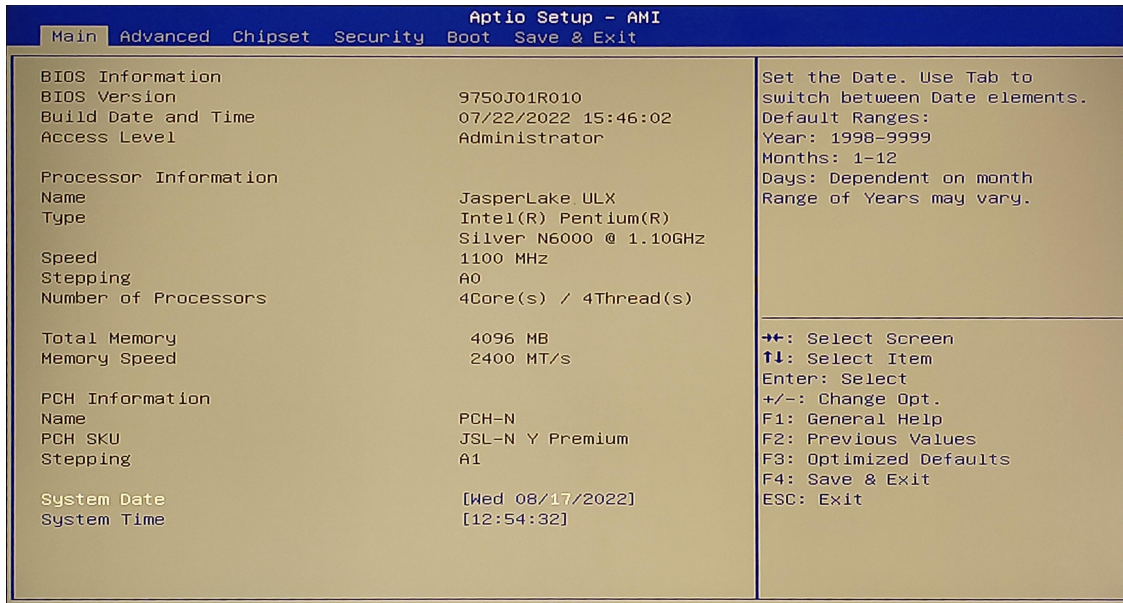 Aptio Setup – AMI
Main Advanced Chipset Security Boot Save & Exit
BIOS Information
BIOS Version 9750J01R010
Build Date and Time 07/22/2022 15:46:02
Access Level Administrator
Processor Information
Name JasperLake ULX
Type Intel(R) Pentium(R)
Silver N6000 @ 1.10GHz
Speed 1100 MHz
Stepping A0
Number of Processors 4Core(s) / 4Thread(s)
Total Memory 4096 MB
Memory Speed 2400 MT/s
PCH Information
Name PCH-N
PCH SKU JSL-N Y Premium
Stepping A1
System Date [Wed 08/17/2022]
System Time [12:54:32]
Set the Date. Use Tab to
switch between Date elements.
Default Ranges:
Year: 1998-9999
Months: 1-12
Days: Dependent on month
Range of Years may vary.
→←: Select Screen
↑↓: Select Item
Enter: Select
+/-: Change Opt.
F1: General Help
F2: Previous Values
F3: Optimized Defaults
F4: Save & Exit
ESC: Exit